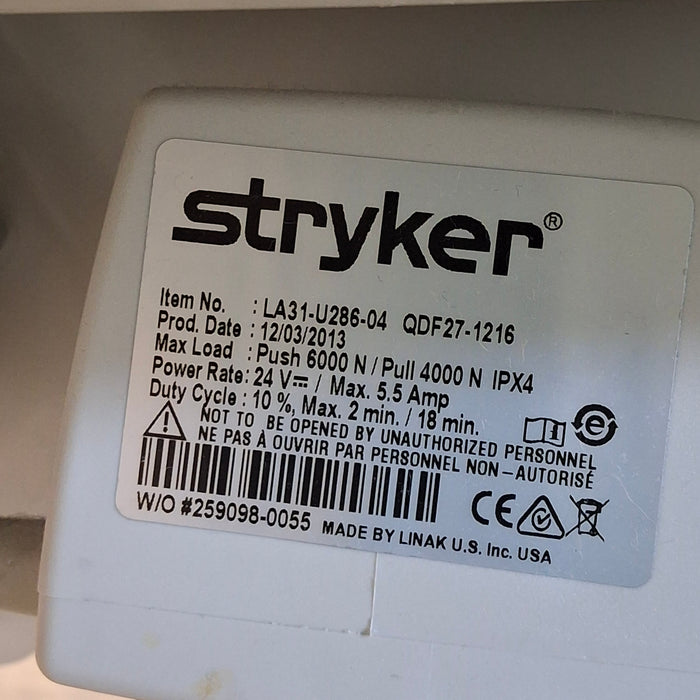 stryker®
Item No. : LA31-U286-04 QDF27-1216
Prod. Date : 12/03/2013
Max Load : Push 6000 N / Pull 4000 N IPX4
Power Rate: 24 V⎓ / Max. 5.5 Amp
Duty Cycle : 10 %, Max. 2 min. / 18 min.
NOT TO BE OPENED BY UNAUTHORIZED PERSONNEL
NE PAS À OUVRIR PAR PERSONNEL NON-AUTORISÉ
W/O #259098-0055 MADE BY LINAK U.S. Inc. USA
CE